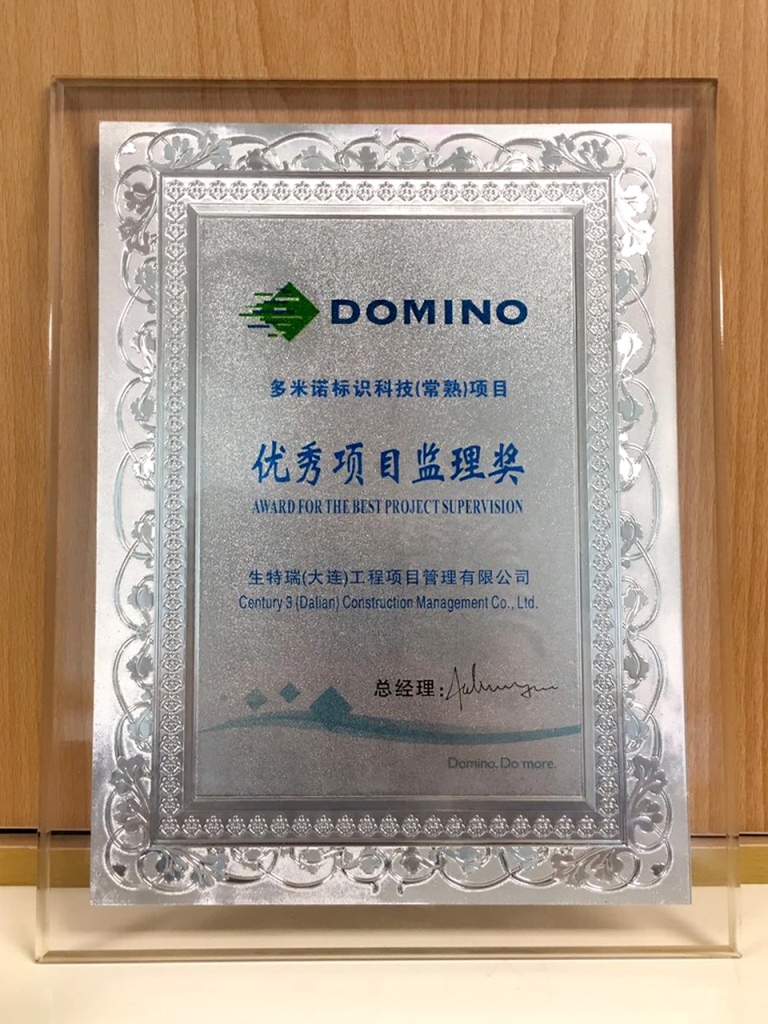 DOMINO
多米诺标识科技(常熟)项目
优秀项目监理奖
AWARD FOR THE BEST PROJECT SUPERVISION
生特瑞(大连)工程项目管理有限公司
Century 3 (Dalian) Construction Management Co., Ltd.
总经理:
Domino. Do more.